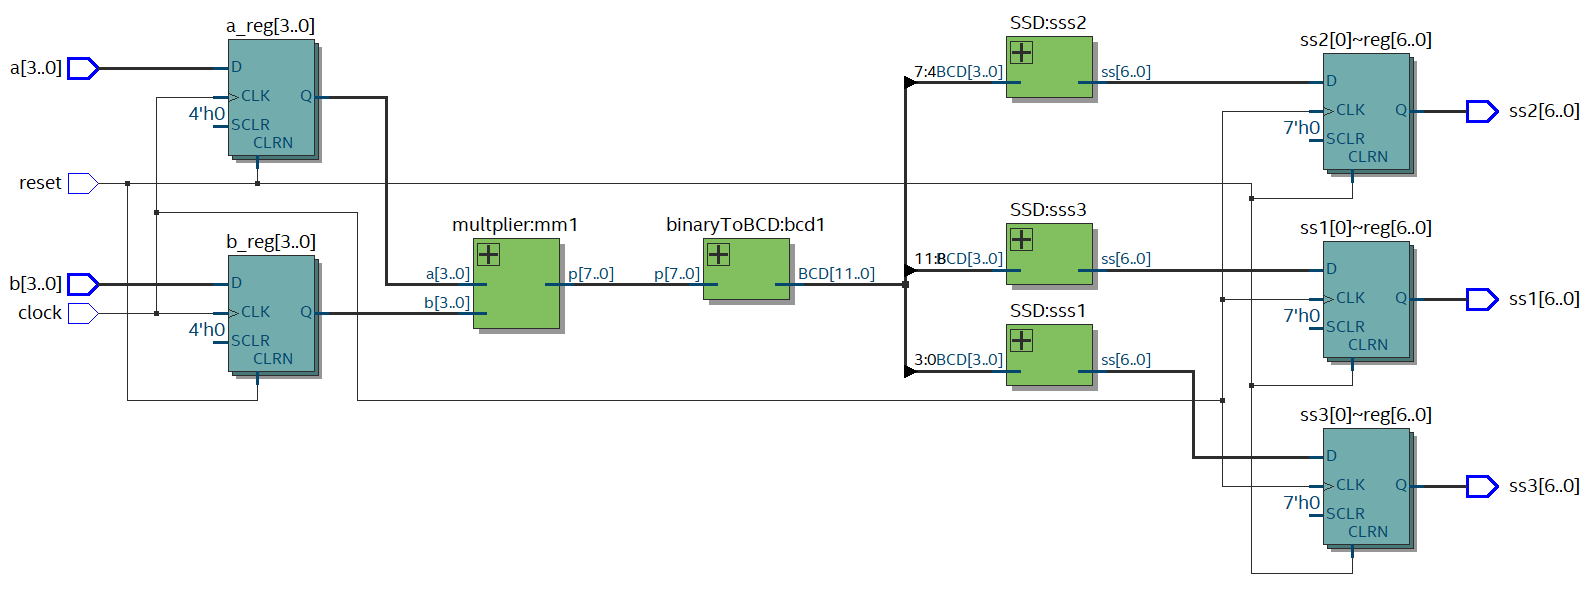 a_reg[3..0]
a[3..0]
D
CLK
Q
4'h0
SCLR
CLRN
reset
b_reg[3..0]
b[3..0]
D
clock
CLK
Q
4'h0
SCLR
CLRN
multplier:mm1
a[3..0]
b[3..0]
p[7..0]
binaryToBCD:bcd1
p[7..0]
BCD[11..0]
SSD:sss2
7:4
BCD[3..0]
ss[6..0]
SSD:sss3
11:8
BCD[3..0]
ss[6..0]
SSD:sss1
3:0
BCD[3..0]
ss[6..0]
ss2[0]~reg[6..0]
D
CLK
Q
7'h0
SCLR
CLRN
ss2[6..0]
ss1[0]~reg[6..0]
D
CLK
Q
7'h0
SCLR
CLRN
ss1[6..0]
ss3[0]~reg[6..0]
D
CLK
Q
7'h0
SCLR
CLRN
ss3[6..0]